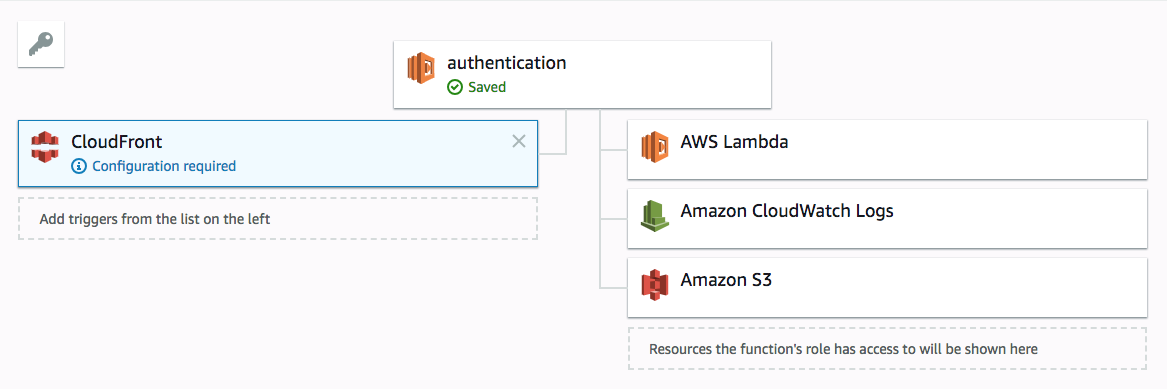 authentication
Saved
CloudFront
Configuration required
Add triggers from the list on the left
AWS Lambda
Amazon CloudWatch Logs
Amazon S3
Resources the function's role has access to will be shown here